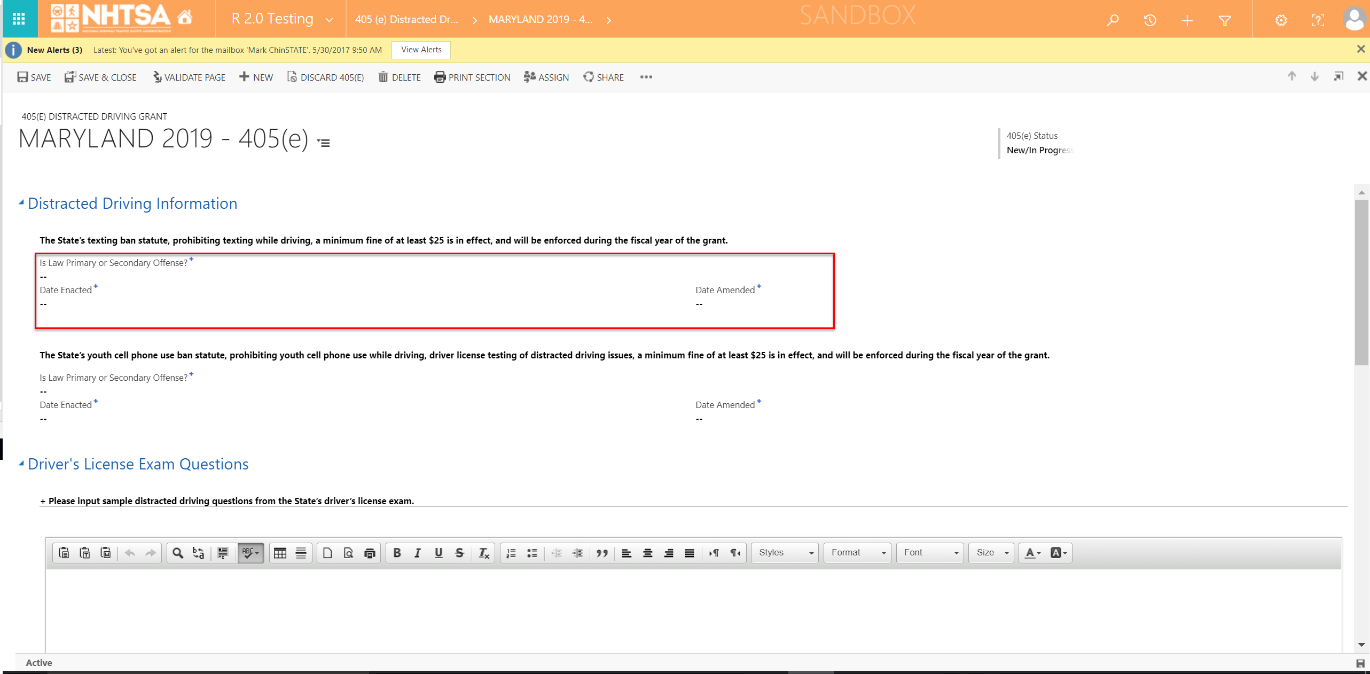 NHTSA
R 2.0 Testing
405 (e) Distracted Dr...
MARYLAND 2019 - 4...
SANDBOX
New Alerts (3) Latest: You've got an alert for the mailbox 'Mark ChinSTATE'. 5/30/2017 9:50 AM View Alerts
SAVE SAVE & CLOSE VALIDATE PAGE + NEW DISCARD 405(E) DELETE PRINT SECTION ASSIGN SHARE •••
405(E) DISTRACTED DRIVING GRANT
MARYLAND 2019 - 405(e)
405(e) Status
New/In Progress
Distracted Driving Information
The State's texting ban statute, prohibiting texting while driving, a minimum fine of at least $25 is in effect, and will be enforced during the fiscal year of the grant.
Is Law Primary or Secondary Offense? *
--
Date Enacted * Date Amended *
-- --
The State's youth cell phone use ban statute, prohibiting youth cell phone use while driving, driver license testing of distracted driving issues, a minimum fine of at least $25 is in effect, and will be enforced during the fiscal year of the grant.
Is Law Primary or Secondary Offense? *
--
Date Enacted * Date Amended *
-- --
Driver's License Exam Questions
+ Please input sample distracted driving questions from the State's driver's license exam.
Styles Format Font Size
Active